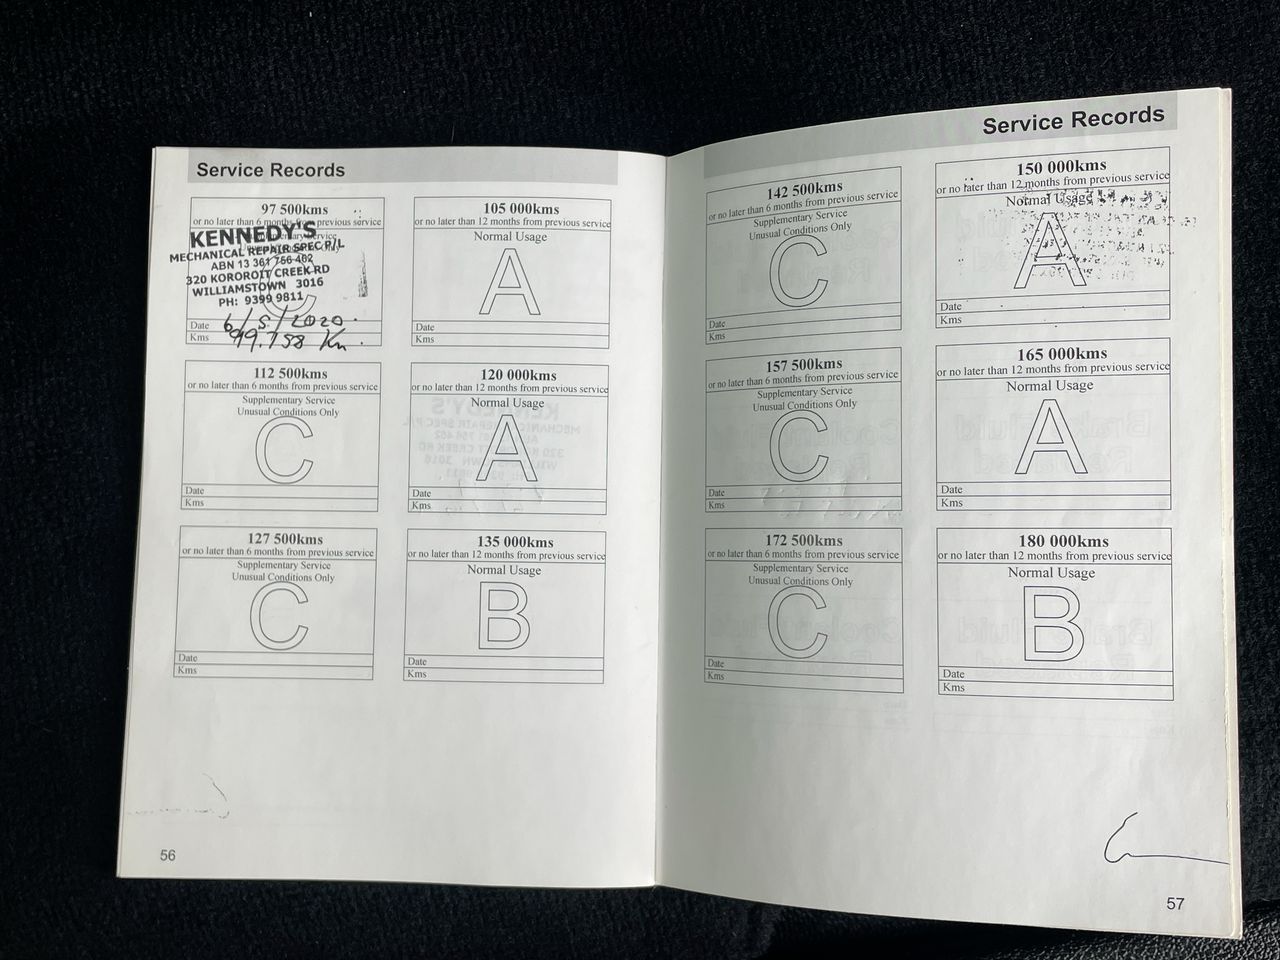 Service Records
97 500kms
or no later than 6 months from previous service
KENNEDY'S
MECHANICAL REPAIR SPEC P/L
ABN 13 361 756 462
320 KOROROIT CREEK RD
WILLIAMSTOWN 3016
PH: 9399 9811
Date 6/5/2020
Kms 99.758 Km
105 000kms
or no later than 12 months from previous service
Normal Usage
A
Date
Kms
112 500kms
or no later than 6 months from previous service
Supplementary Service
Unusual Conditions Only
C
Date
Kms
120 000kms
or no later than 12 months from previous service
Normal Usage
A
Date
Kms
127 500kms
or no later than 6 months from previous service
Supplementary Service
Unusual Conditions Only
C
Date
Kms
135 000kms
or no later than 12 months from previous service
Normal Usage
B
Date
Kms
56
Service Records
142 500kms
or no later than 6 months from previous service
Supplementary Service
Unusual Conditions Only
C
Date
Kms
150 000kms
or no later than 12 months from previous service
Normal Usage
A
Date
Kms
157 500kms
or no later than 6 months from previous service
Supplementary Service
Unusual Conditions Only
C
Date
Kms
165 000kms
or no later than 12 months from previous service
Normal Usage
A
Date
Kms
172 500kms
or no later than 6 months from previous service
Supplementary Service
Unusual Conditions Only
C
Date
Kms
180 000kms
or no later than 12 months from previous service
Normal Usage
B
Date
Kms
57